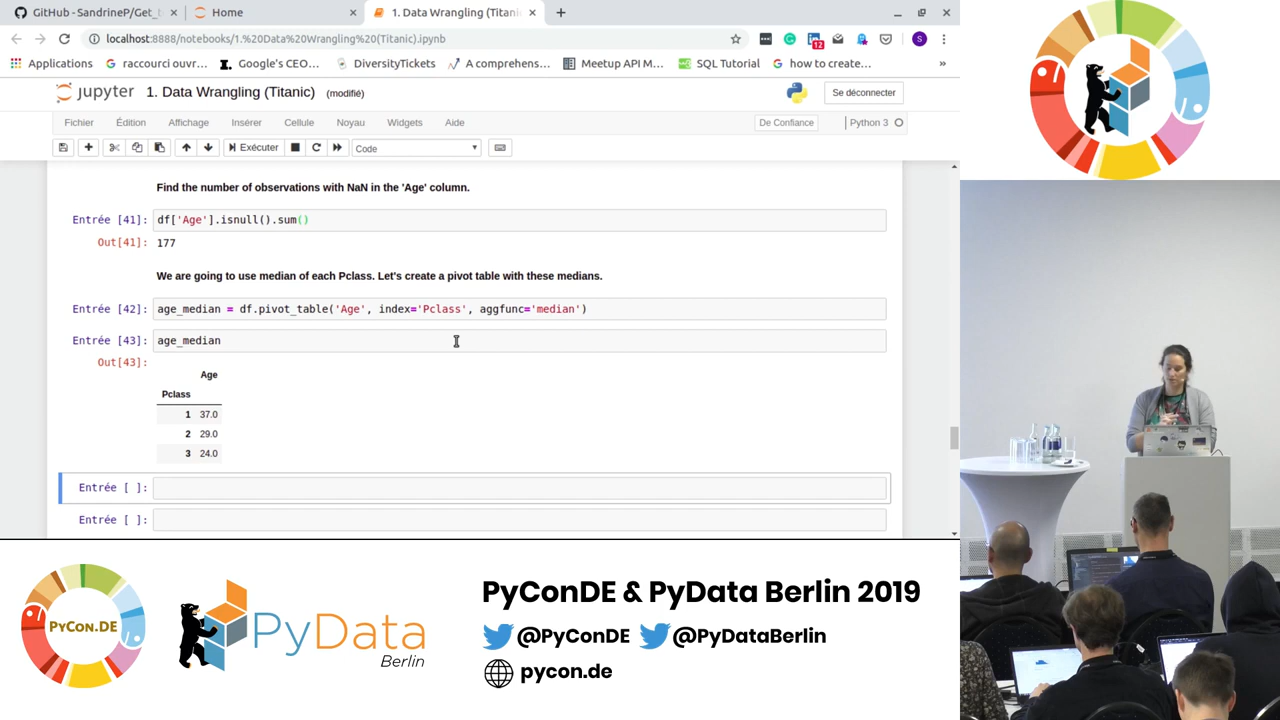 GitHub - SandrineP/Get_
Home
1. Data Wrangling (Titani
localhost:8888/notebooks/1.%20Data%20Wrangling%20(Titanic).ipynb
12
S
Applications
raccourci ouvr...
Google's CEO...
DiversityTickets
A comprehens...
Meetup API M...
SQL Tutorial
how to create...
»
jupyter 1. Data Wrangling (Titanic) (modifié)
Se déconnecter
Fichier Édition Affichage Insérer Cellule Noyau Widgets Aide
De Confiance
Python 3
Exécuter
Code
Find the number of observations with NaN in the 'Age' column.
Entrée [41]: df['Age'].isnull().sum()
Out[41]: 177
We are going to use median of each Pclass. Let's create a pivot table with these medians.
Entrée [42]: age_median = df.pivot_table('Age', index='Pclass', aggfunc='median')
Entrée [43]: age_median
Out[43]:
Age
Pclass
1 37.0
2 29.0
3 24.0
Entrée [ ]:
Entrée [ ]:
PyCon.DE
PyData
Berlin
PyConDE & PyData Berlin 2019
@PyConDE @PyDataBerlin
pycon.de